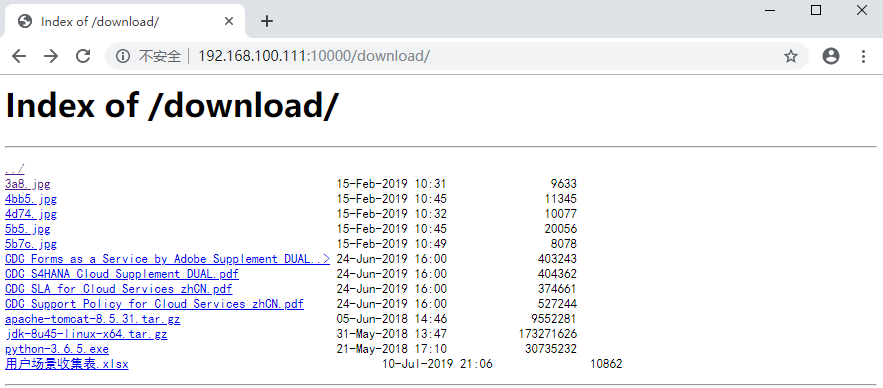 Index of /download/
不安全 192.168.100.111:10000/download/
Index of /download/
../
3a8.jpg 15-Feb-2019 10:31 9633
4bb5.jpg 15-Feb-2019 10:45 11345
4d74.jpg 15-Feb-2019 10:32 10077
5b5.jpg 15-Feb-2019 10:45 20056
5b7c.jpg 15-Feb-2019 10:49 8078
CDC Forms as a Service by Adobe Supplement DUAL..> 24-Jun-2019 16:00 403243
CDC S4HANA Cloud Supplement DUAL.pdf 24-Jun-2019 16:00 404362
CDC SLA for Cloud Services zhCN.pdf 24-Jun-2019 16:00 374661
CDC Support Policy for Cloud Services zhCN.pdf 24-Jun-2019 16:00 527244
apache-tomcat-8.5.31.tar.gz 05-Jun-2018 14:46 9552281
jdk-8u45-linux-x64.tar.gz 31-May-2018 13:47 173271626
python-3.6.5.exe 21-May-2018 17:10 30735232
用户场景收集表.xlsx 10-Jul-2019 21:06 10862